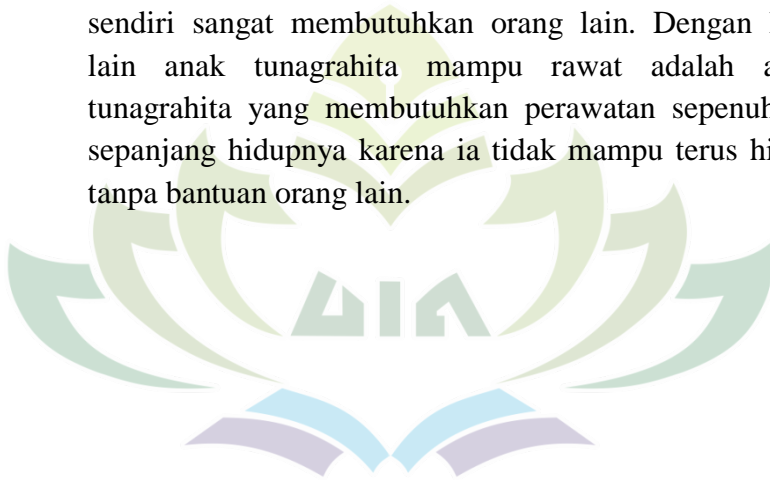 sendiri sangat membutuhkan orang lain. Dengan
lain anak tunagrahita mampu rawat adalah
tunagrahita yang membutuhkan perawatan
sepanjang hidupnya karena ia tidak mampu terus
tanpa bantuan orang lain.
UIN